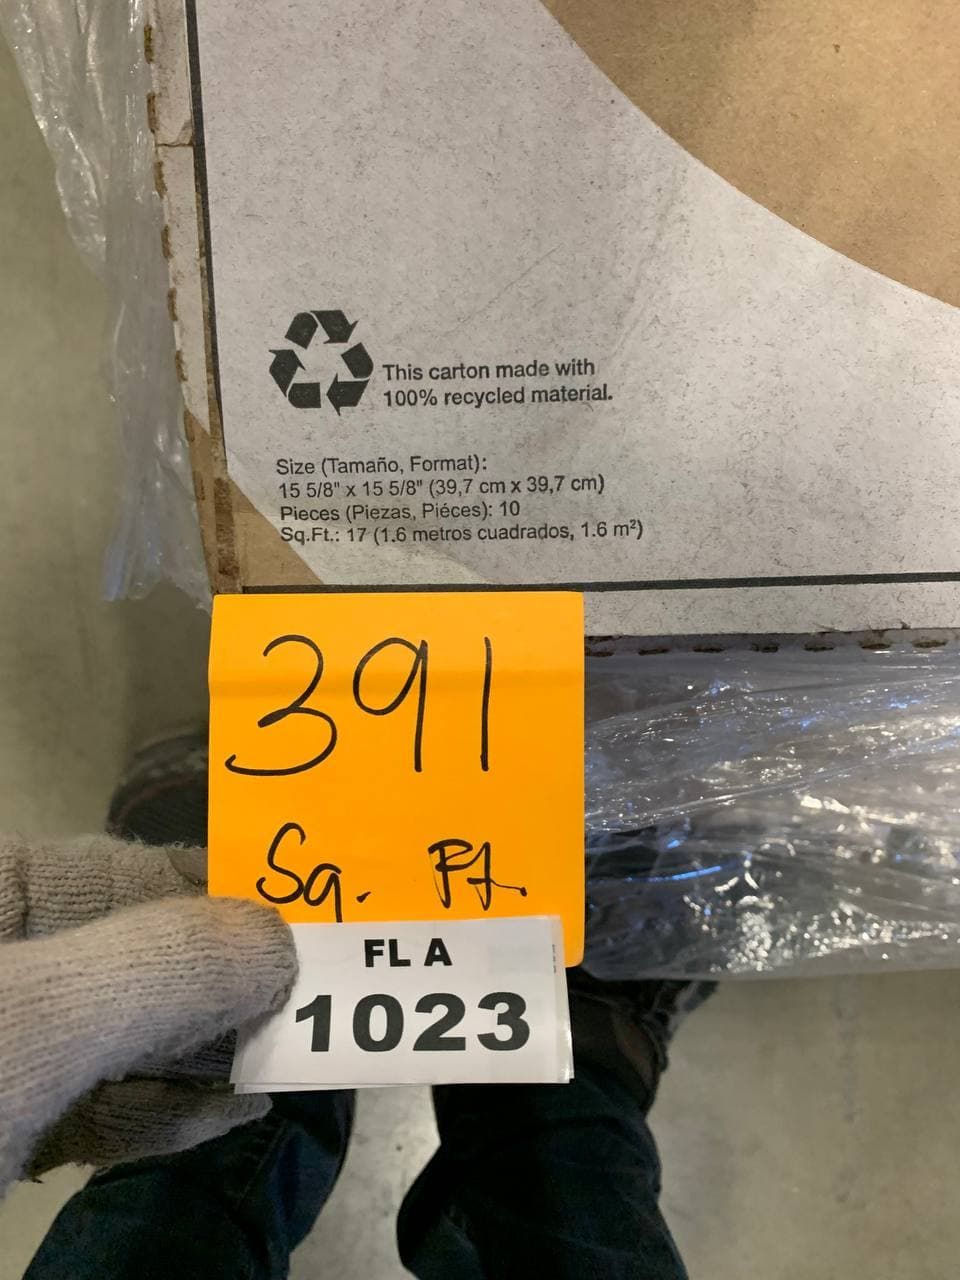 This carton made with
100% recycled material.
Size (Tamaño, Format):
15 5/8" x 15 5/8" (39,7 cm x 39,7 cm)
Pieces (Piezas, Piéces): 10
Sq.Ft.: 17 (1.6 metros cuadrados, 1.6 m²)
391
Sq. Ft.
FL A
1023